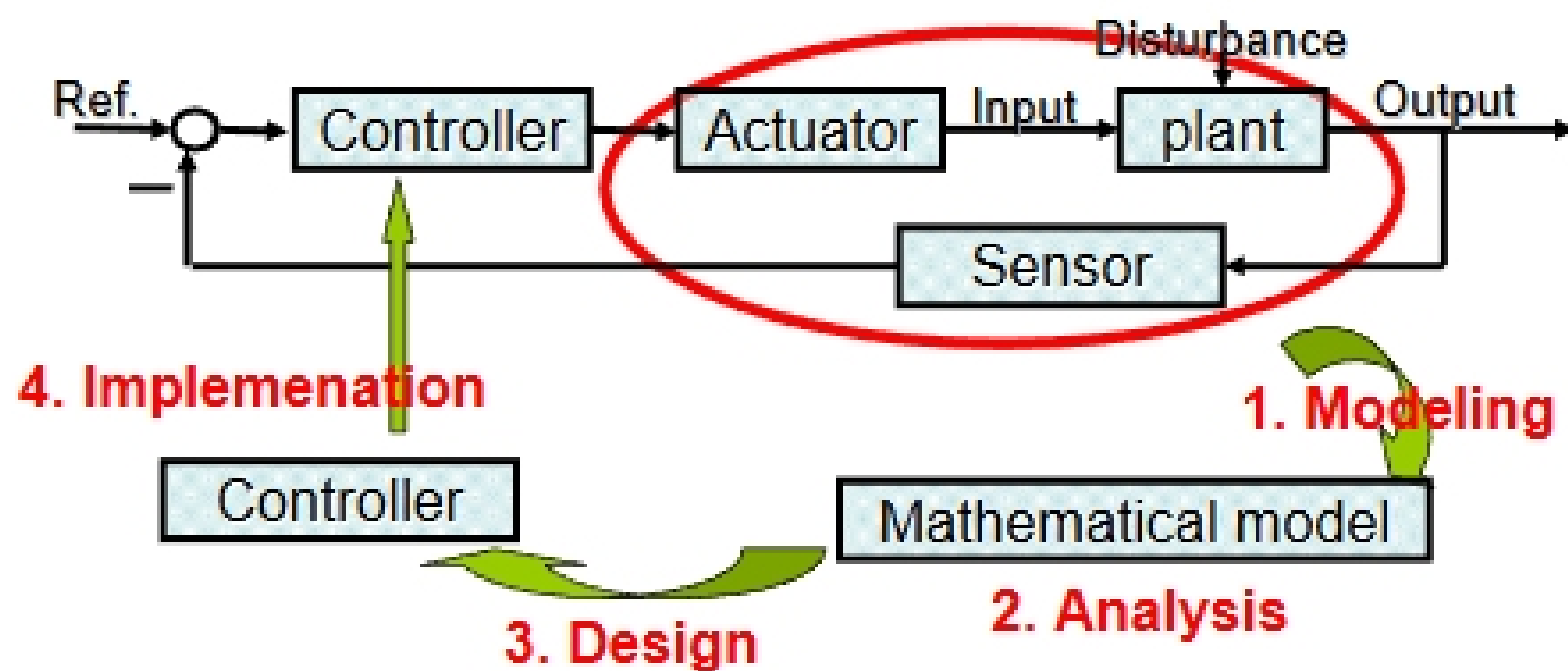 Disturbance
Ref.
Controller
Actuator
Input
plant
Output
—
Sensor
4. Implemenation
1. Modeling
Controller
Mathematical model
2. Analysis
3. Design